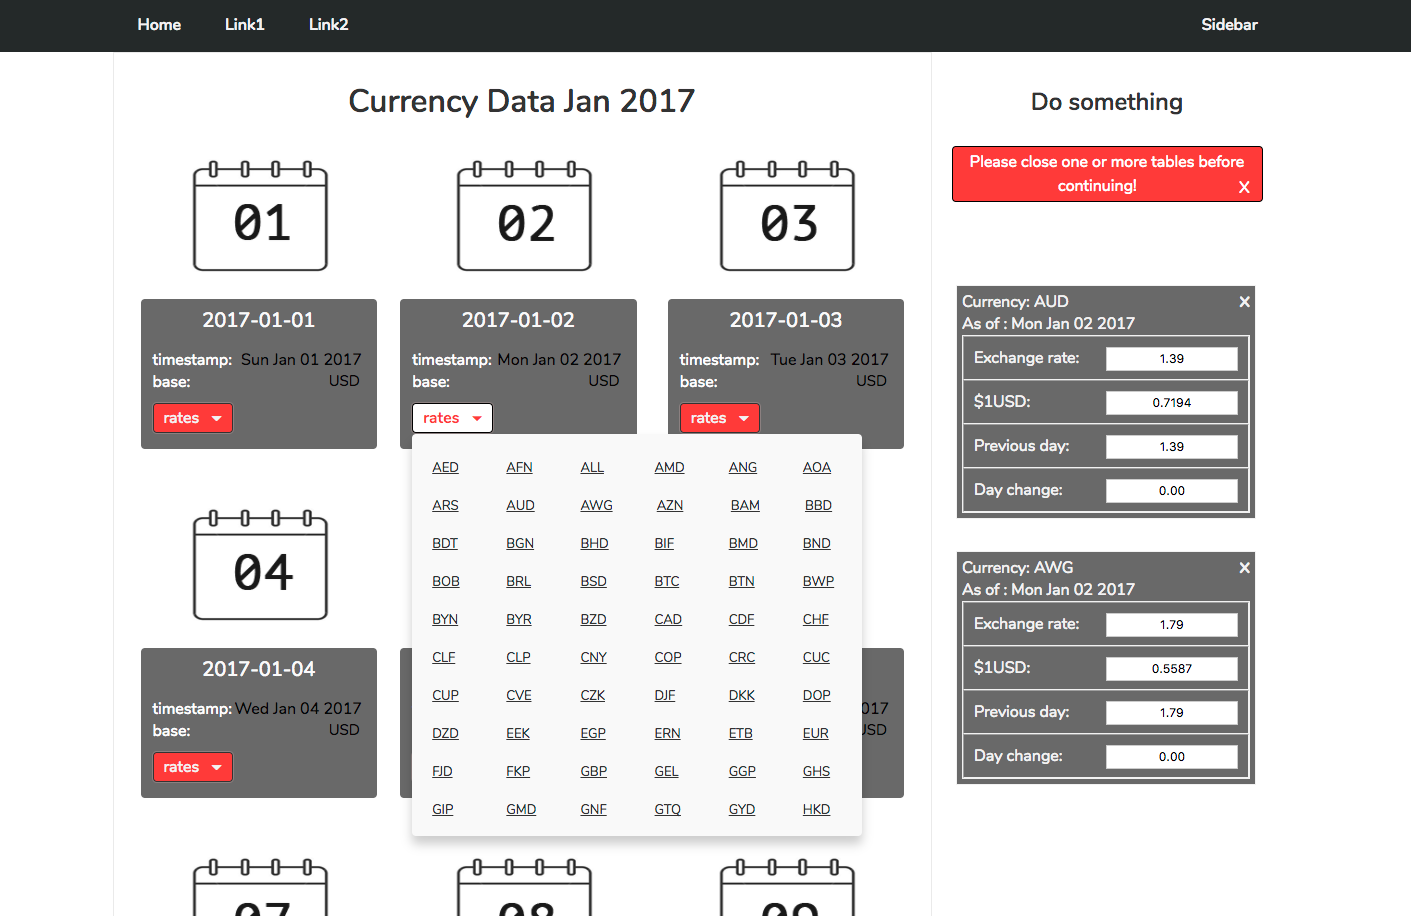 Home Link1 Link2 Sidebar
Currency Data Jan 2017
01 02 03
2017-01-01
timestamp: Sun Jan 01 2017
base: USD
rates
2017-01-02
timestamp: Mon Jan 02 2017
base: USD
rates
2017-01-03
timestamp: Tue Jan 03 2017
base: USD
rates
AED AFN ALL AMD ANG AOA
ARS AUD AWG AZN BAM BBD
BDT BGN BHD BIF BMD BND
BOB BRL BSD BTC BTN BWP
BYN BYR BZD CAD CDF CHF
CLF CLP CNY COP CRC CUC
CUP CVE CZK DJF DKK DOP
DZD EEK EGP ERN ETB EUR
FJD FKP GBP GEL GGP GHS
GIP GMD GNF GTQ GYD HKD
04
2017-01-04
timestamp: Wed Jan 04 2017
base: USD
rates
07 08 09
Do something
Please close one or more tables before
continuing!
X
Currency: AUD X
As of : Mon Jan 02 2017
Exchange rate: 1.39
$1USD: 0.7194
Previous day: 1.39
Day change: 0.00
Currency: AWG X
As of : Mon Jan 02 2017
Exchange rate: 1.79
$1USD: 0.5587
Previous day: 1.79
Day change: 0.00